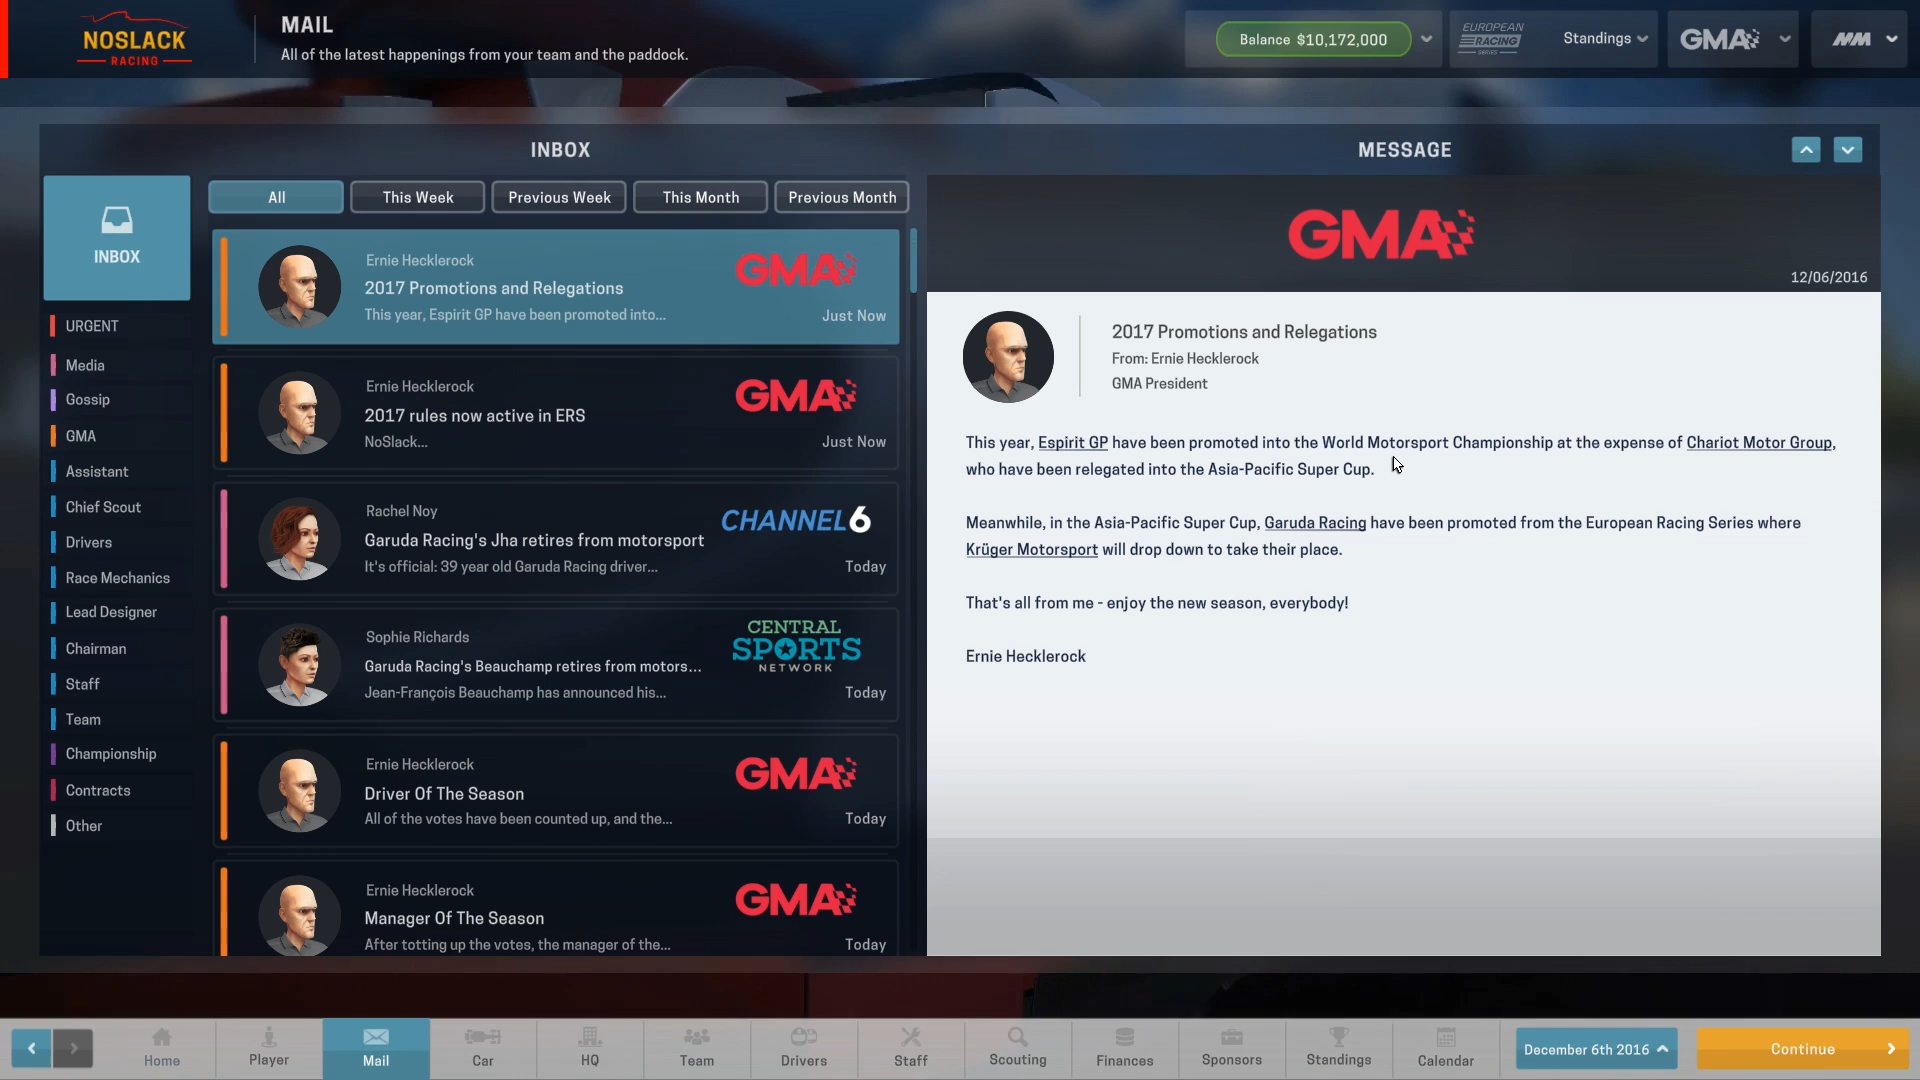 NOSLACK
RACING
MAIL
All of the latest happenings from your team and the paddock.
Balance $10,172,000
EUROPEAN
RACING
SERIES
Standings
GMA
MM
INBOX
MESSAGE
INBOX
URGENT
Media
Gossip
GMA
Assistant
Chief Scout
Drivers
Race Mechanics
Lead Designer
Chairman
Staff
Team
Championship
Contracts
Other
All
This Week
Previous Week
This Month
Previous Month
Ernie Hecklerock
2017 Promotions and Relegations
This year, Espirit GP have been promoted into...
GMA
Just Now
Ernie Hecklerock
2017 rules now active in ERS
NoSlack...
GMA
Just Now
Rachel Noy
Garuda Racing's Jha retires from motorsport
It's official: 39 year old Garuda Racing driver...
CHANNEL6
Today
Sophie Richards
Garuda Racing's Beauchamp retires from motors...
Jean-François Beauchamp has announced his...
CENTRAL
SPORTS
NETWORK
Today
Ernie Hecklerock
Driver Of The Season
All of the votes have been counted up, and the...
GMA
Today
Ernie Hecklerock
Manager Of The Season
After totting up the votes, the manager of the...
GMA
Today
GMA
12/06/2016
2017 Promotions and Relegations
From: Ernie Hecklerock
GMA President
This year, Espirit GP have been promoted into the World Motorsport Championship at the expense of Chariot Motor Group,
who have been relegated into the Asia-Pacific Super Cup.
Meanwhile, in the Asia-Pacific Super Cup, Garuda Racing have been promoted from the European Racing Series where
Krüger Motorsport will drop down to take their place.
That's all from me - enjoy the new season, everybody!
Ernie Hecklerock
Home
Player
Mail
Car
HQ
Team
Drivers
Staff
Scouting
Finances
Sponsors
Standings
Calendar
December 6th 2016
Continue